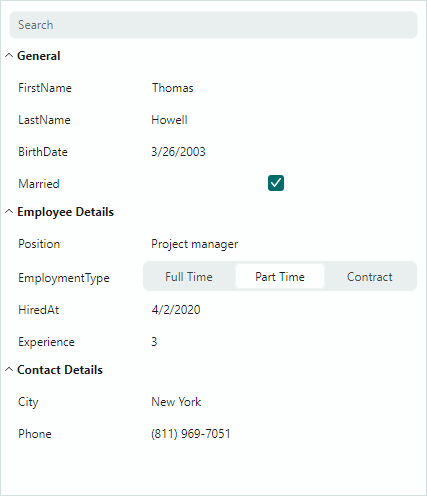 Search
General
FirstName Thomas
LastName Howell
BirthDate 3/26/2003
Married
Employee Details
Position Project manager
EmploymentType Full Time Part Time Contract
HiredAt 4/2/2020
Experience 3
Contact Details
City New York
Phone (811) 969-7051